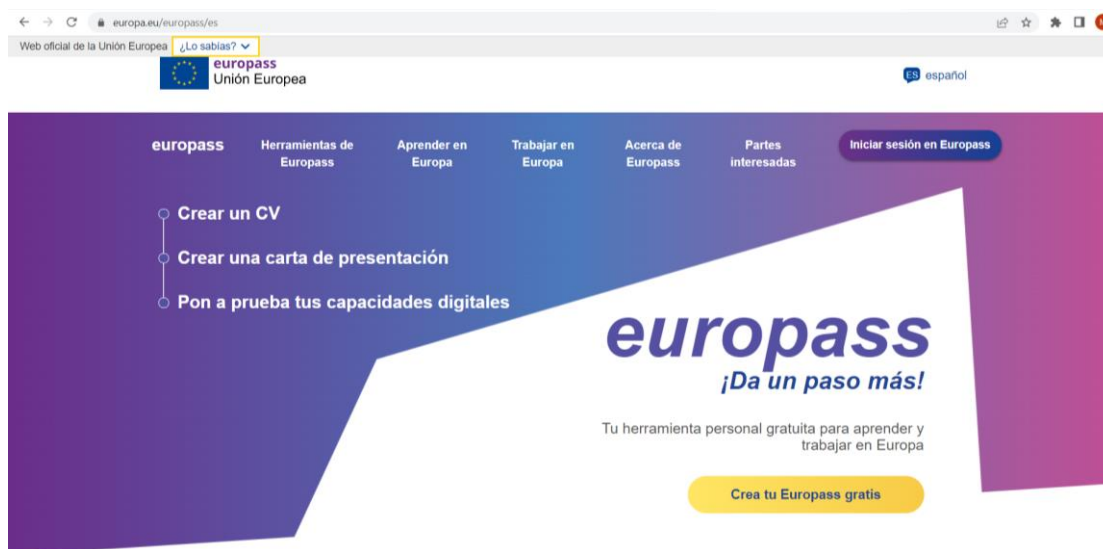 europa.eu/europass/es
Web oficial de la Unión Europea ¿Lo sabías?
europass
Unión Europea
ES español
europass
Herramientas de
Europass
Aprender en
Europa
Trabajar en
Europa
Acerca de
Europass
Partes
interesadas
Iniciar sesión en Europass
Crear un CV
Crear una carta de presentación
Pon a prueba tus capacidades digitales
europass
¡Da un paso más!
Tu herramienta personal gratuita para aprender y
trabajar en Europa
Crea tu Europass gratis